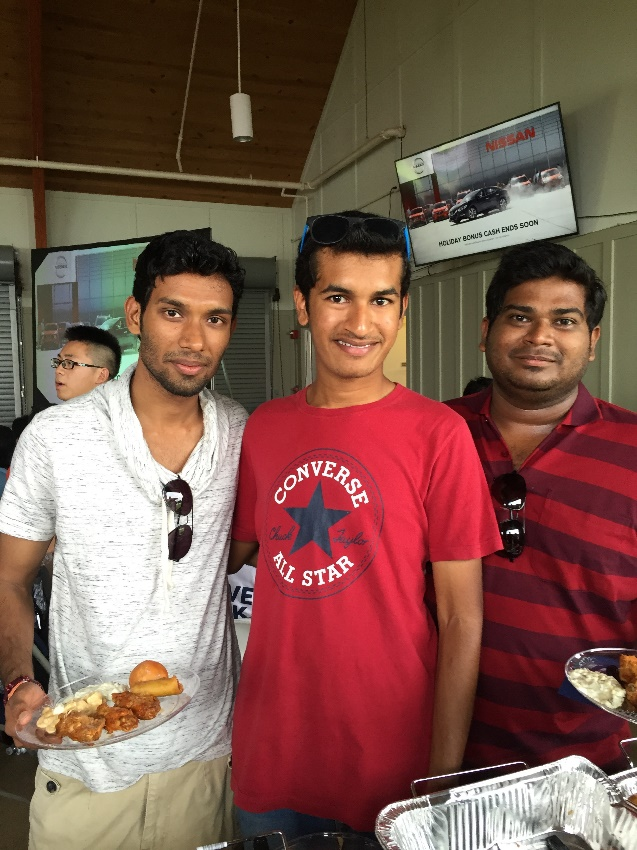 NISSAN
HOLIDAY BONUS CASH ENDS SOON
CONVERSE
Chuck Taylor
ALL STAR